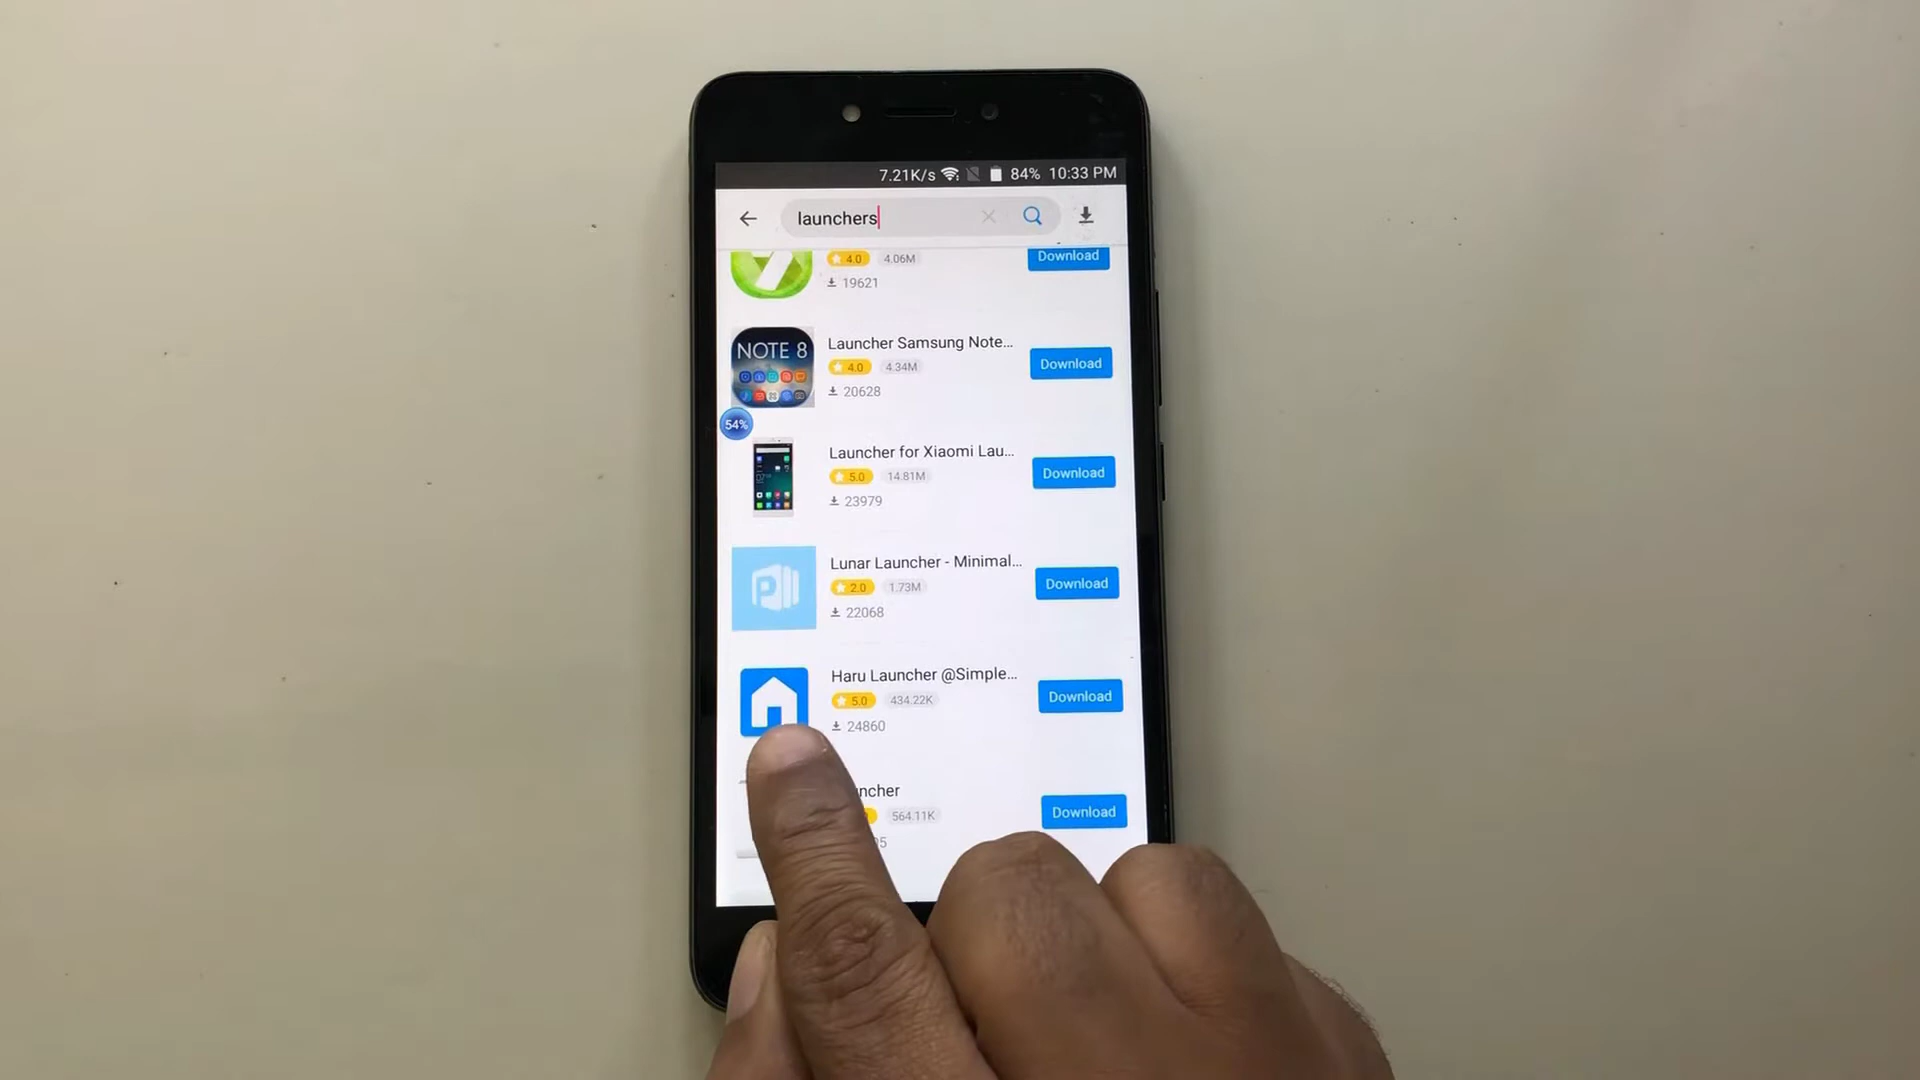 7.21K/s 84% 10:33 PM
launchers
4.0 4.06M
Download
19621
NOTE 8
Launcher Samsung Note...
4.0 4.34M
Download
20628
54%
Launcher for Xiaomi Lau...
5.0 14.81M
Download
23979
Lunar Launcher - Minimal...
2.0 1.73M
Download
22068
Haru Launcher @Simple...
5.0 434.22K
Download
24860
564.11K
Download